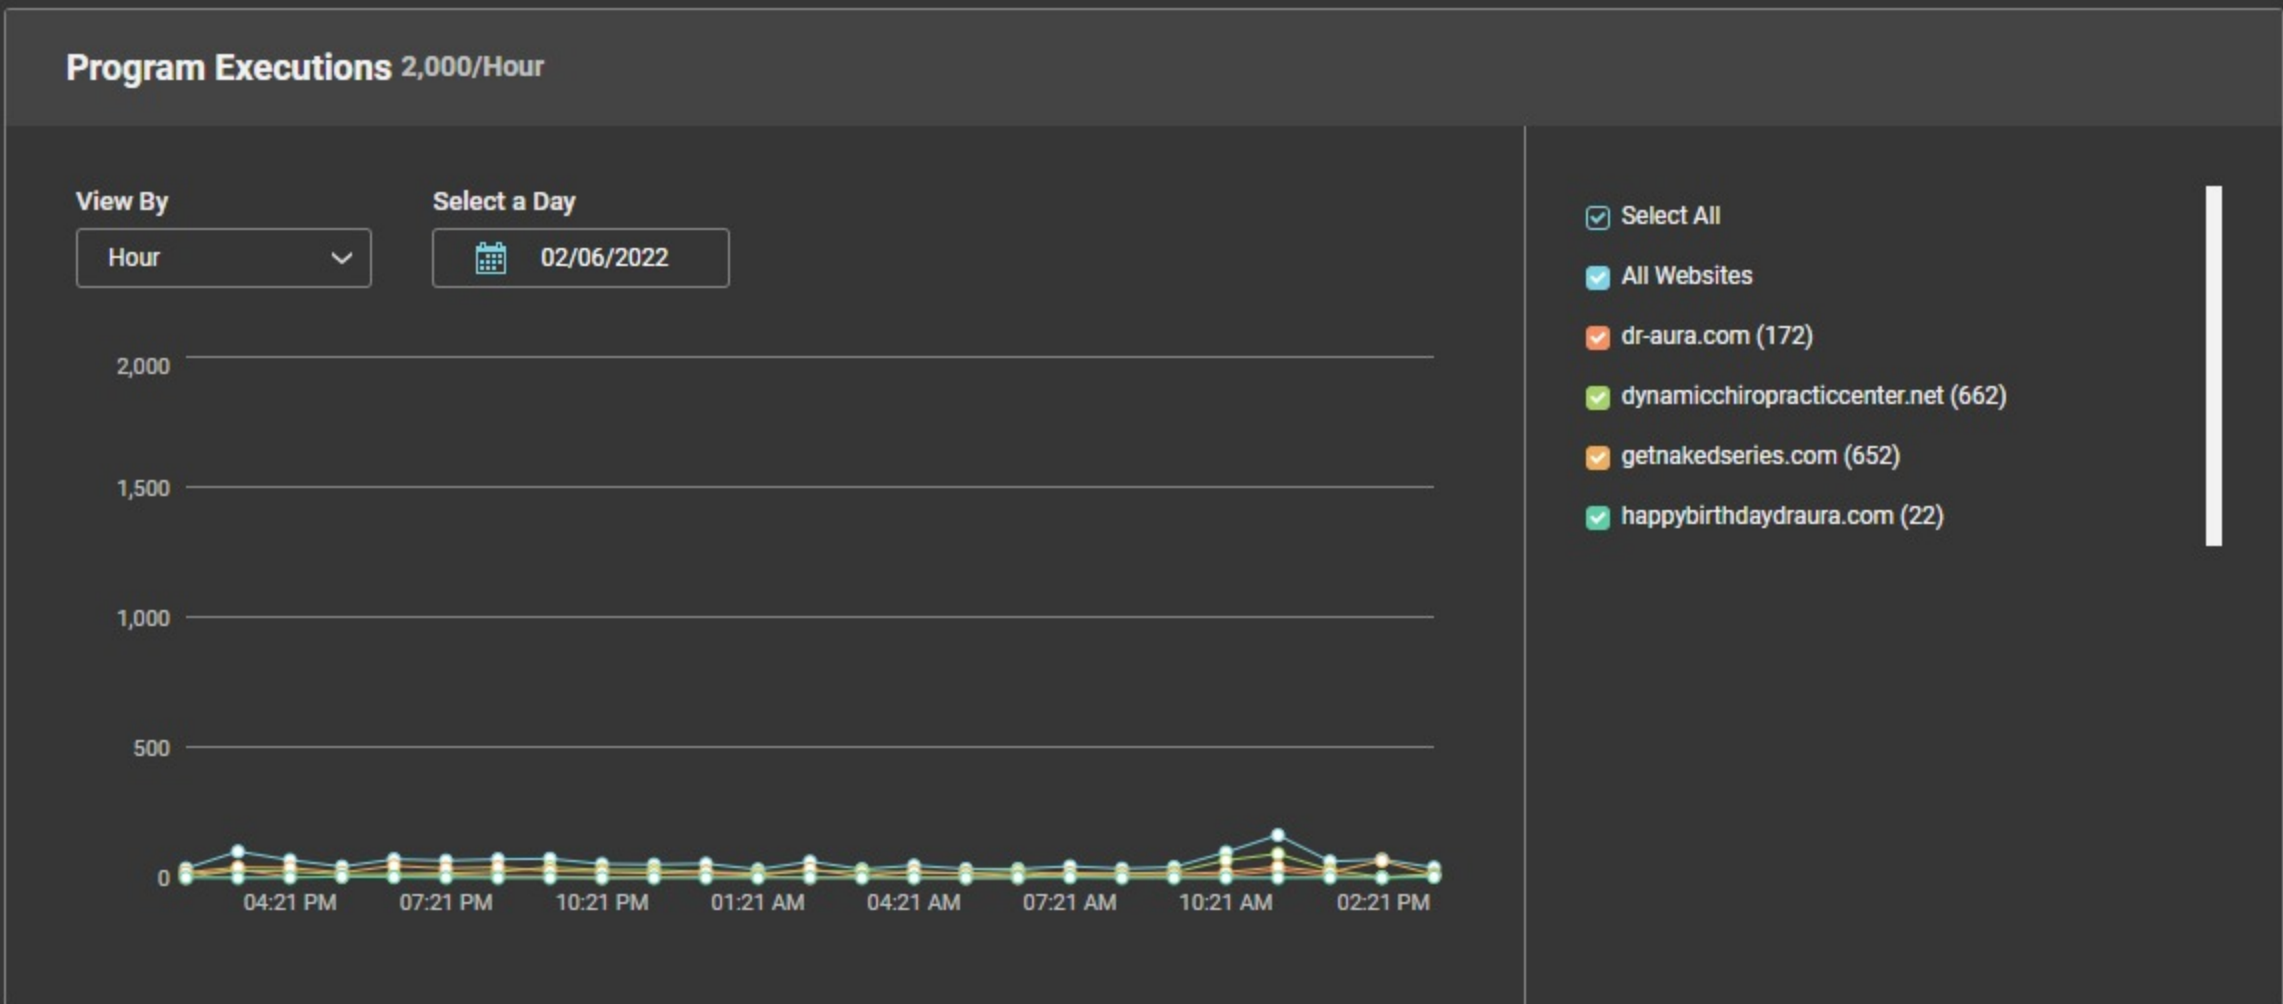 Program Executions 2,000/Hour
View By
Select a Day
Hour
02/06/2022
2,000
1,500
1,000
500
0
04:21 PM 07:21 PM 10:21 PM 01:21 AM 04:21 AM 07:21 AM 10:21 AM 02:21 PM
Select All
All Websites
dr-aura.com (172)
dynamicchiropracticcenter.net (662)
getnakedseries.com (652)
happybirthdaydraura.com (22)